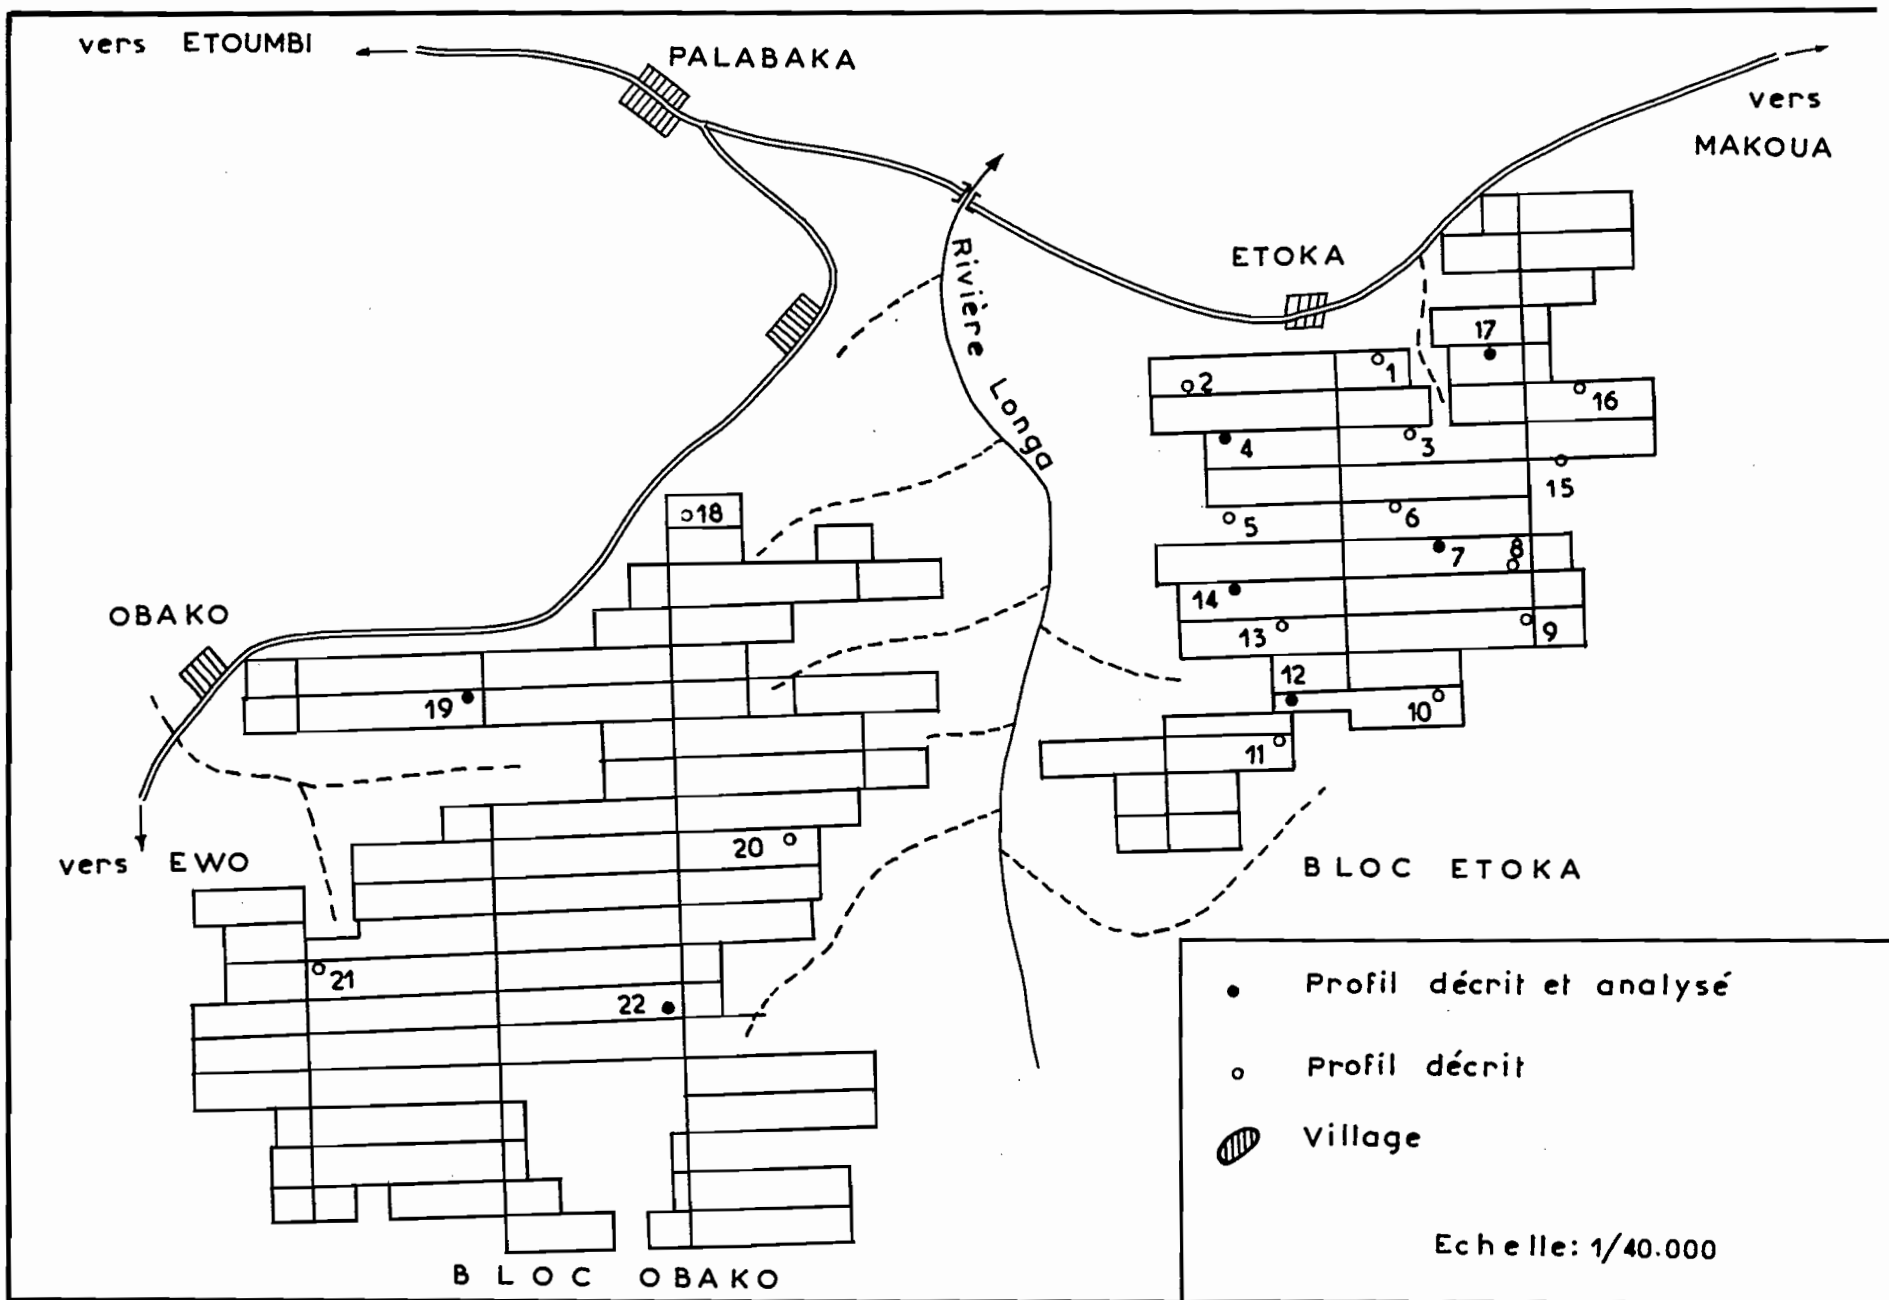 vers ETOUMBI
PALABAKA
vers
MAKOUA
ETOKA
Rivière Longa
17
1
2
16
4
3
15
5
6
7
8
14
13
9
12
10
11
18
OBAKO
19
20
vers EWO
BLOC ETOKA
21
22
Profil décrit et analysé
Profil décrit
Village
Echelle: 1/40.000
BLOC OBAKO